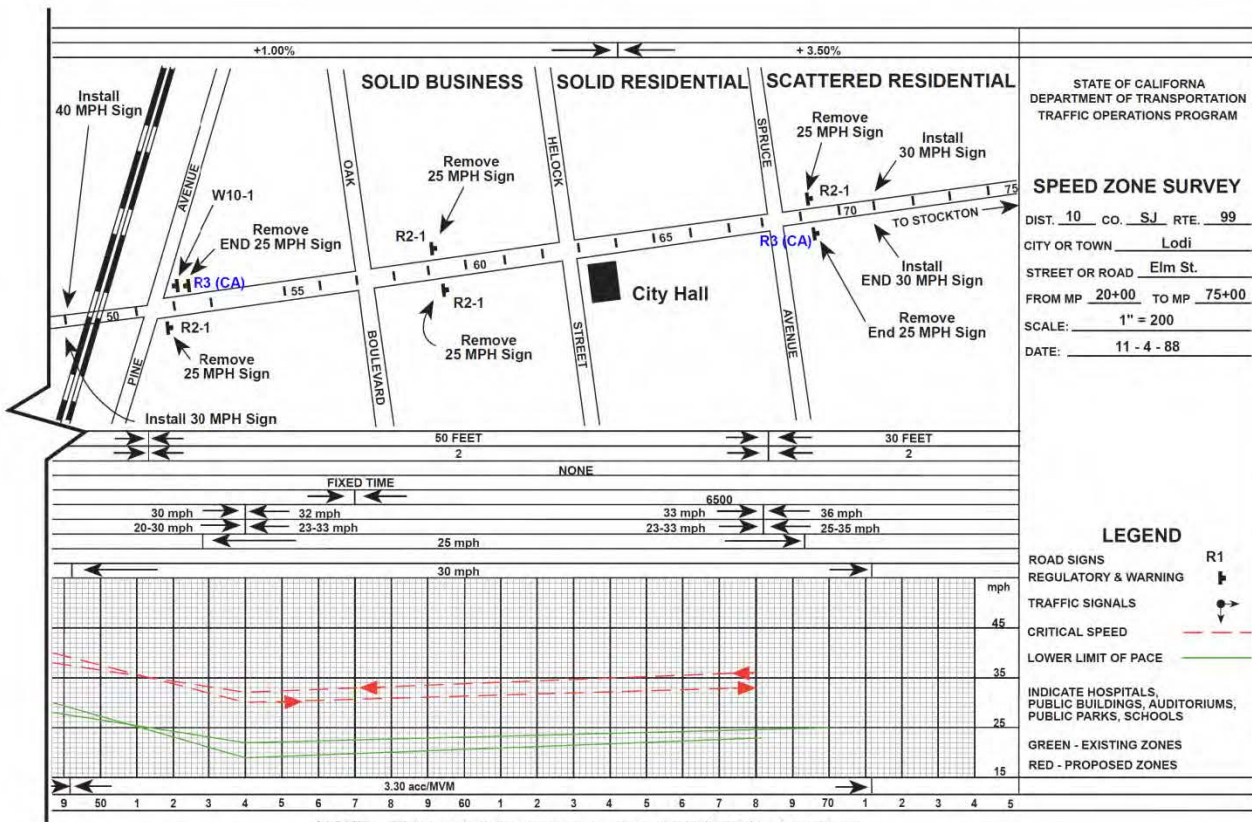 +1.00%
+ 3.50%
SOLID BUSINESS
SOLID RESIDENTIAL
SCATTERED RESIDENTIAL
Install
40 MPH Sign
AVENUE
W10-1
Remove
END 25 MPH Sign
R3 (CA)
OAK
Remove
25 MPH Sign
R2-1
HELOCK
SPRUCE
Remove
25 MPH Sign
R2-1
Install
30 MPH Sign
50
55
60
65
70
75
TO STOCKTON
R3 (CA)
R2-1
R2-1
City Hall
Install
END 30 MPH Sign
Remove
25 MPH Sign
Remove
25 MPH Sign
Remove
End 25 MPH Sign
PINE
BOULEVARD
STREET
AVENUE
Install 30 MPH Sign
STATE OF CALIFORNA
DEPARTMENT OF TRANSPORTATION
TRAFFIC OPERATIONS PROGRAM
SPEED ZONE SURVEY
DIST. 10 CO. SJ RTE. 99
CITY OR TOWN Lodi
STREET OR ROAD Elm St.
FROM MP 20+00 TO MP 75+00
SCALE: 1" = 200
DATE: 11 - 4 - 88
50 FEET 30 FEET
2 2
NONE
FIXED TIME
6500
30 mph 32 mph 33 mph 36 mph
20-30 mph 23-33 mph 23-33 mph 25-35 mph
25 mph
30 mph
mph
45
35
25
15
3.30 acc/MVM
9 50 1 2 3 4 5 6 7 8 9 60 1 2 3 4 5 6 7 8 9 70 1 2 3 4 5
LEGEND
ROAD SIGNS R1
REGULATORY & WARNING
TRAFFIC SIGNALS
CRITICAL SPEED
LOWER LIMIT OF PACE
INDICATE HOSPITALS,
PUBLIC BUILDINGS, AUDITORIUMS,
PUBLIC PARKS, SCHOOLS
GREEN - EXISTING ZONES
RED - PROPOSED ZONES